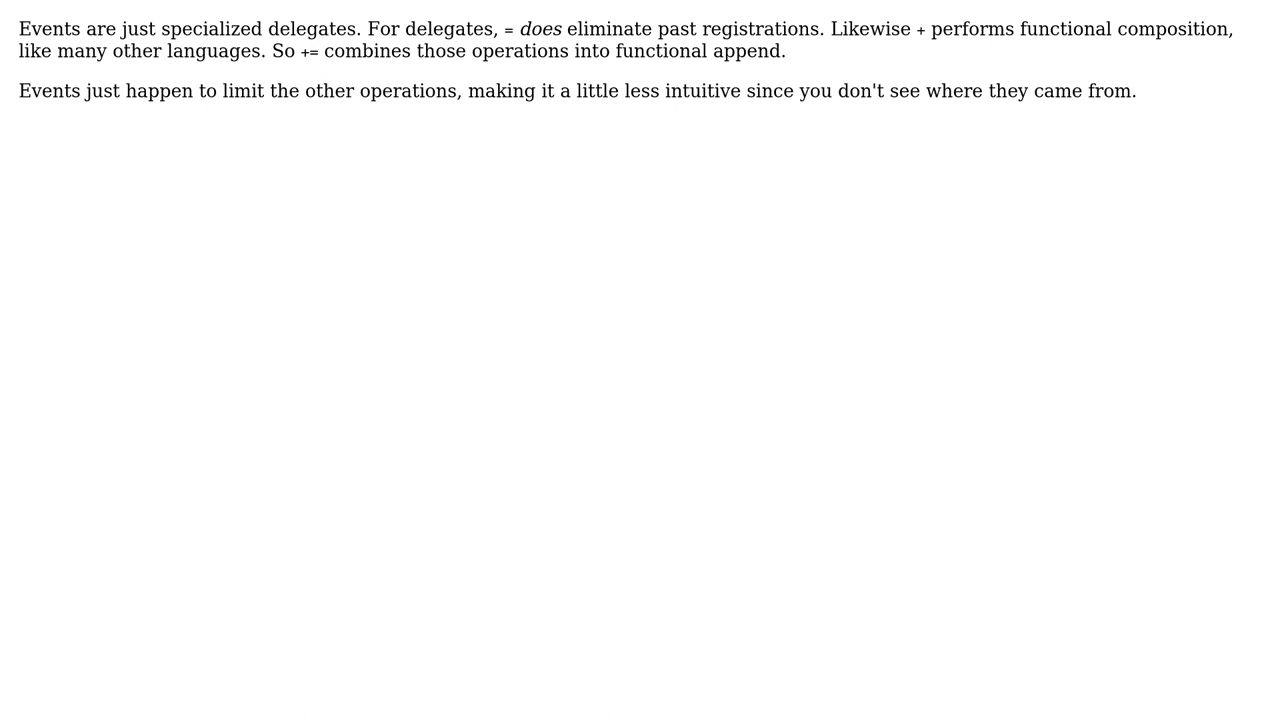 Events are just specialized delegates. For delegates, = does eliminate past registrations. Likewise + performs functional composition,
like many other languages. So += combines those operations into functional append.
Events just happen to limit the other operations, making it a little less intuitive since you don't see where they came from.